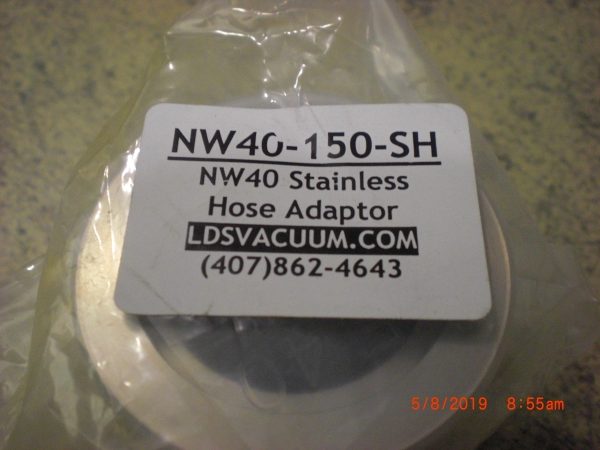 NW40-150-SH
NW40 Stainless
Hose Adaptor
LDSVACUUM.COM
(407)862-4643
5/8/2019 8:55am